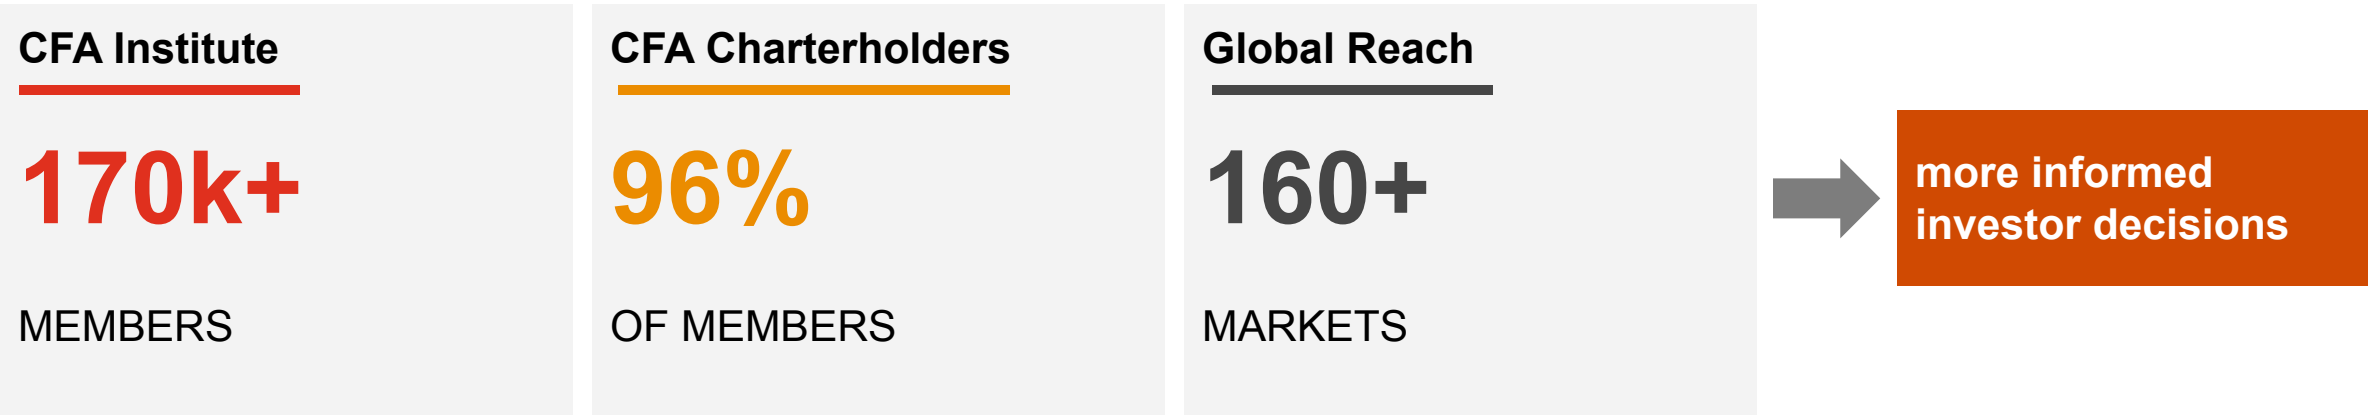 CFA Institute
170k+
MEMBERS
CFA Charterholders
96%
OF MEMBERS
Global Reach
160+
MARKETS
more informed
investor decisions